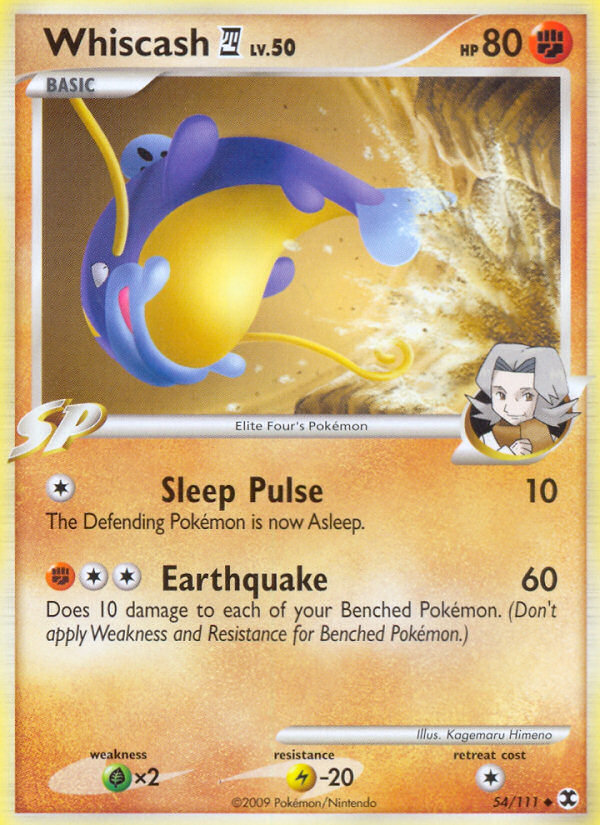 Whiscash 四 LV.50 HP 80
BASIC
SP
Elite Four's Pokémon
Sleep Pulse 10
The Defending Pokémon is now Asleep.
Earthquake 60
Does 10 damage to each of your Benched Pokémon. (Don't
apply Weakness and Resistance for Benched Pokémon.)
Illus. Kagemaru Himeno
weakness resistance retreat cost
×2 -20
©2009 Pokémon/Nintendo 54/111